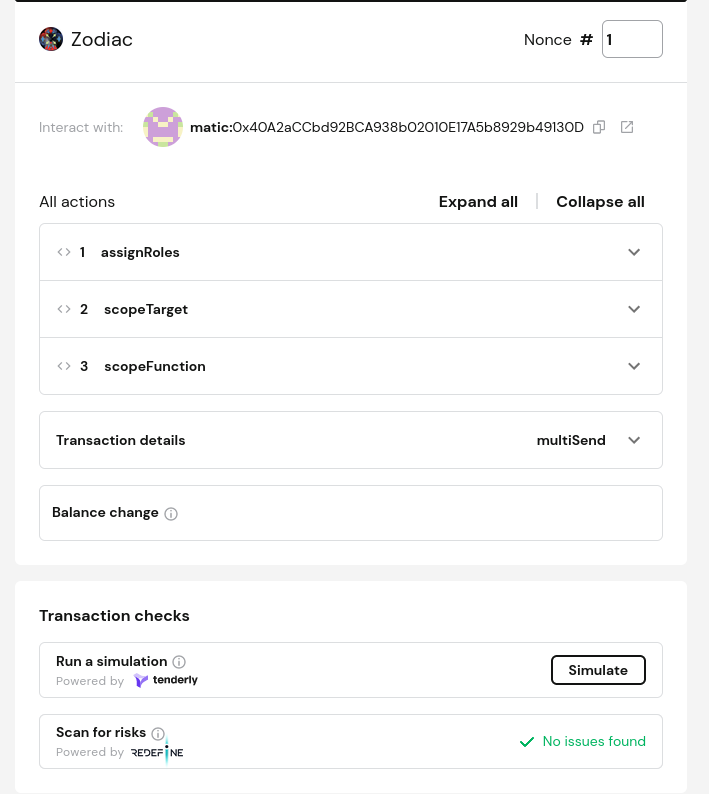 Zodiac
Nonce # 1
Interact with: matic:0x40A2aCCbd92BCA938b02010E17A5b8929b49130D
All actions Expand all Collapse all
1 assignRoles
2 scopeTarget
3 scopeFunction
Transaction details multiSend
Balance change
Transaction checks
Run a simulation
Powered by tenderly
Simulate
Scan for risks
Powered by REDEFINE
No issues found